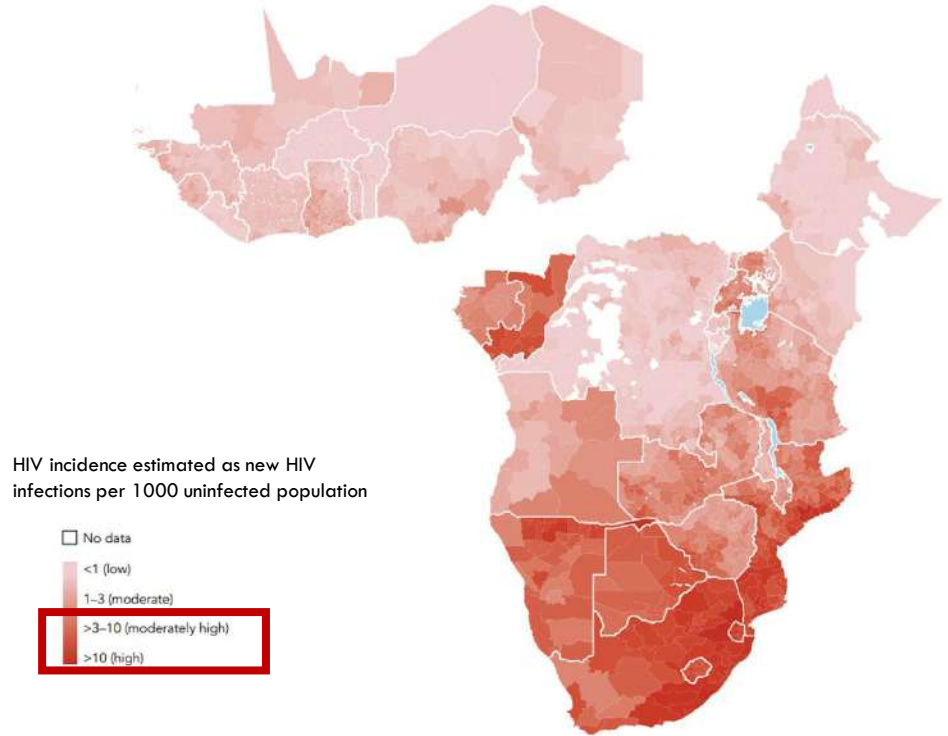 HIV incidence estimated as new HIV
infections per 1000 uninfected population
No data
<1 (low)
1–3 (moderate)
>3–10 (moderately high)
>10 (high)